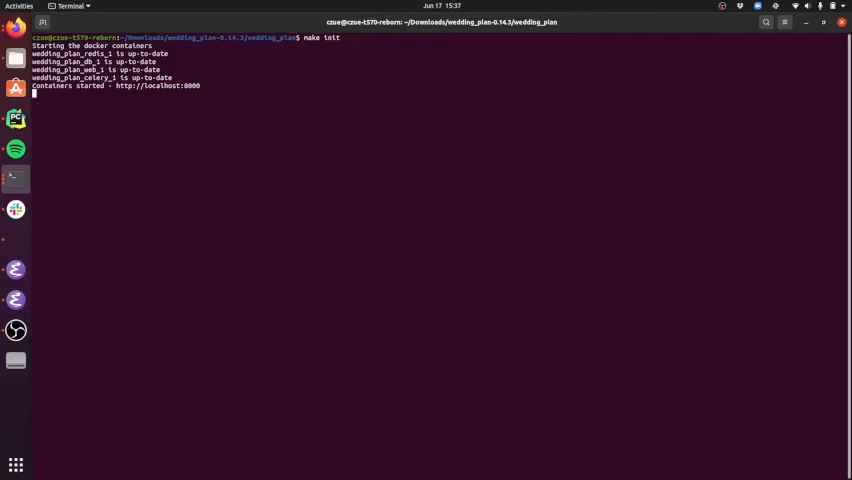 Activities
Terminal
Jun 17 15:37
czue@czue-t570-reborn: ~/Downloads/wedding_plan-0.14.3/wedding_plan
czue@czue-t570-reborn:~/Downloads/wedding_plan-0.14.3/wedding_plan$ make init
Starting the docker containers
wedding_plan_redis_1 is up-to-date
wedding_plan_db_1 is up-to-date
wedding_plan_web_1 is up-to-date
wedding_plan_celery_1 is up-to-date
Containers started - http://localhost:8000
PC